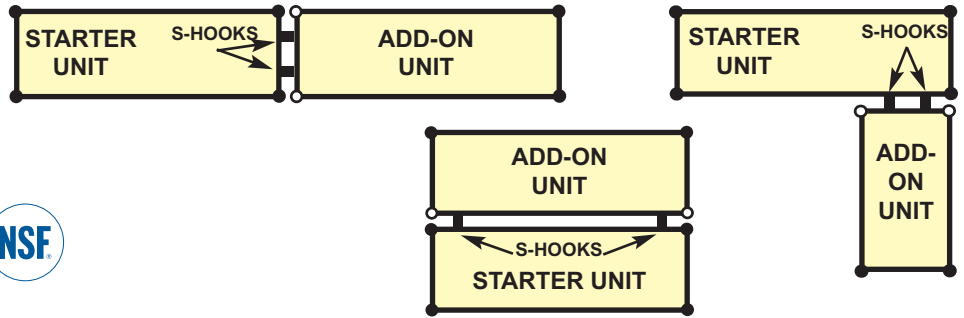 STARTER
UNIT
S-HOOKS
ADD-ON
UNIT
STARTER
UNIT
S-HOOKS
ADD-
ON
UNIT
ADD-ON
UNIT
S-HOOKS
STARTER UNIT
NSF®